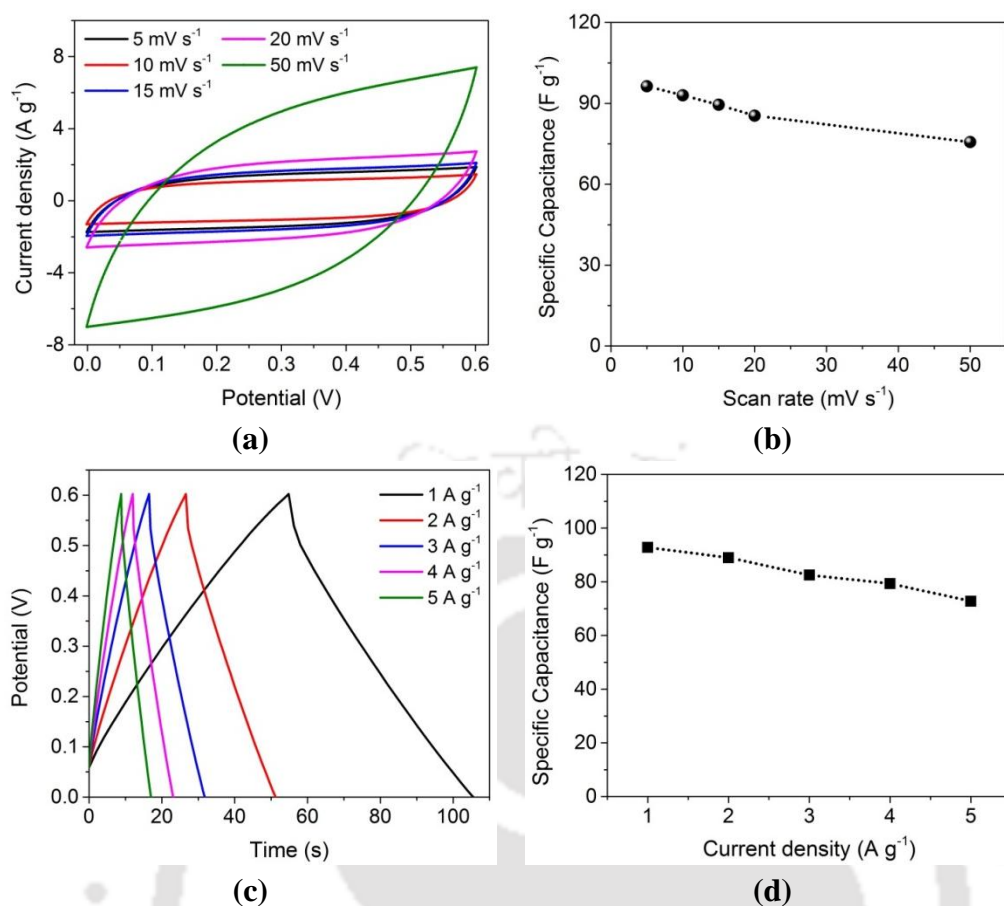 5 mV s⁻¹
10 mV s⁻¹
15 mV s⁻¹
20 mV s⁻¹
50 mV s⁻¹
8
4
0
-4
-8
Current density (A g⁻¹)
0.0 0.1 0.2 0.3 0.4 0.5 0.6
Potential (V)
(a)
120
90
60
30
0
Specific Capacitance (F g⁻¹)
0 10 20 30 40 50
Scan rate (mV s⁻¹)
(b)
1 A g⁻¹
2 A g⁻¹
3 A g⁻¹
4 A g⁻¹
5 A g⁻¹
0.7
0.6
0.5
0.4
0.3
0.2
0.1
0.0
Potential (V)
0 20 40 60 80 100
Time (s)
(c)
120
100
80
60
40
20
0
Specific Capacitance (F g⁻¹)
1 2 3 4 5
Current density (A g⁻¹)
(d)